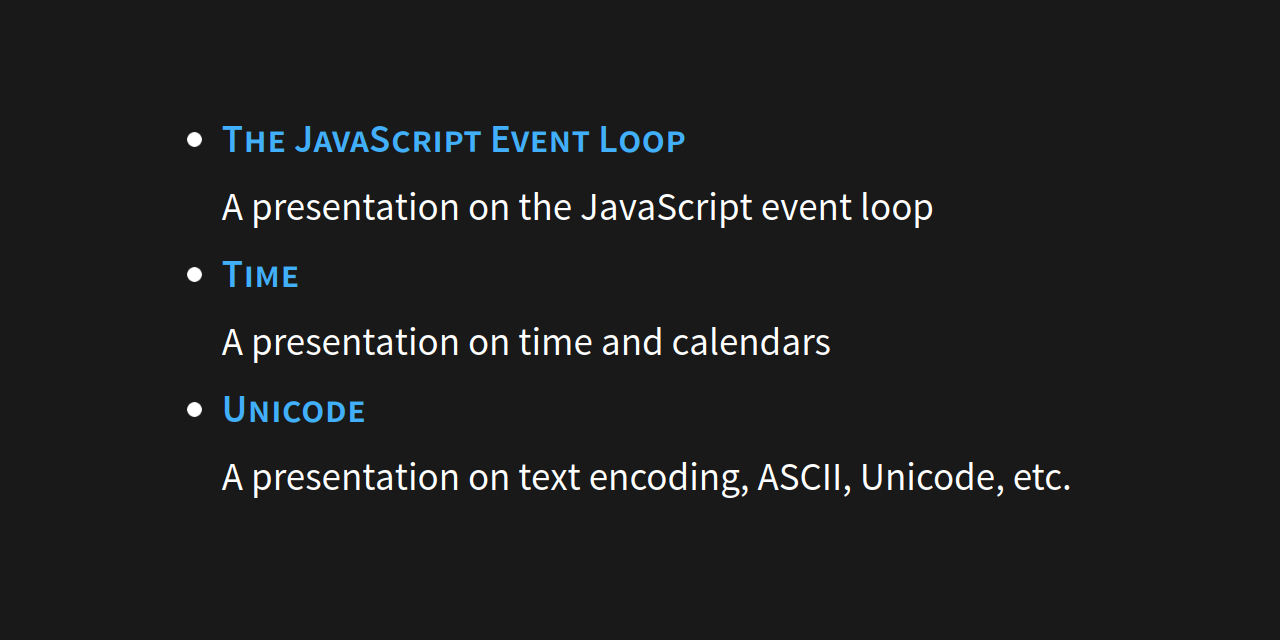 The JavaScript Event Loop
A presentation on the JavaScript event loop
Time
A presentation on time and calendars
Unicode
A presentation on text encoding, ASCII, Unicode, etc.